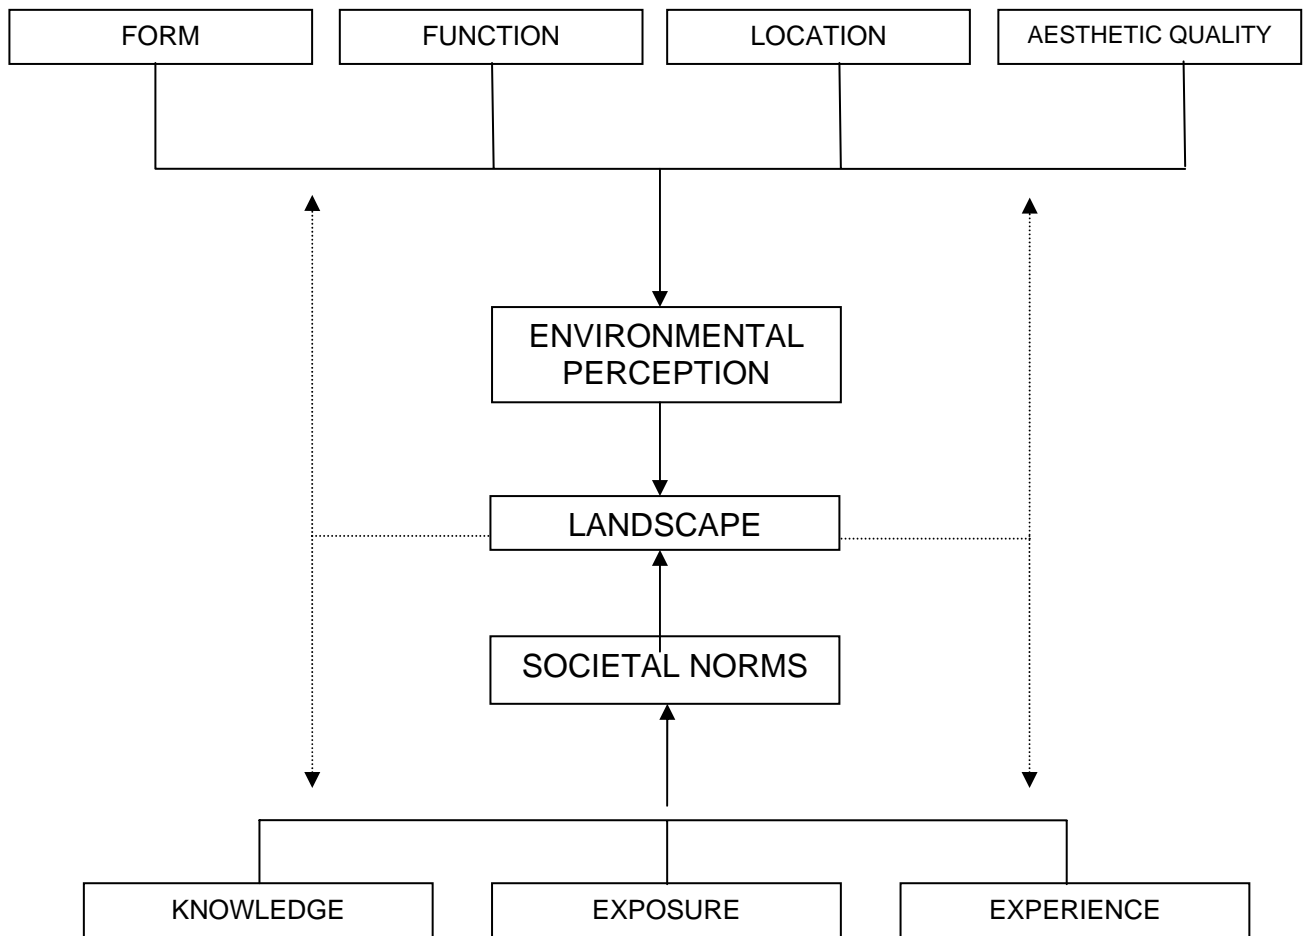 FORM
FUNCTION
LOCATION
AESTHETIC QUALITY
ENVIRONMENTAL
PERCEPTION
LANDSCAPE
SOCIETAL NORMS
KNOWLEDGE
EXPOSURE
EXPERIENCE